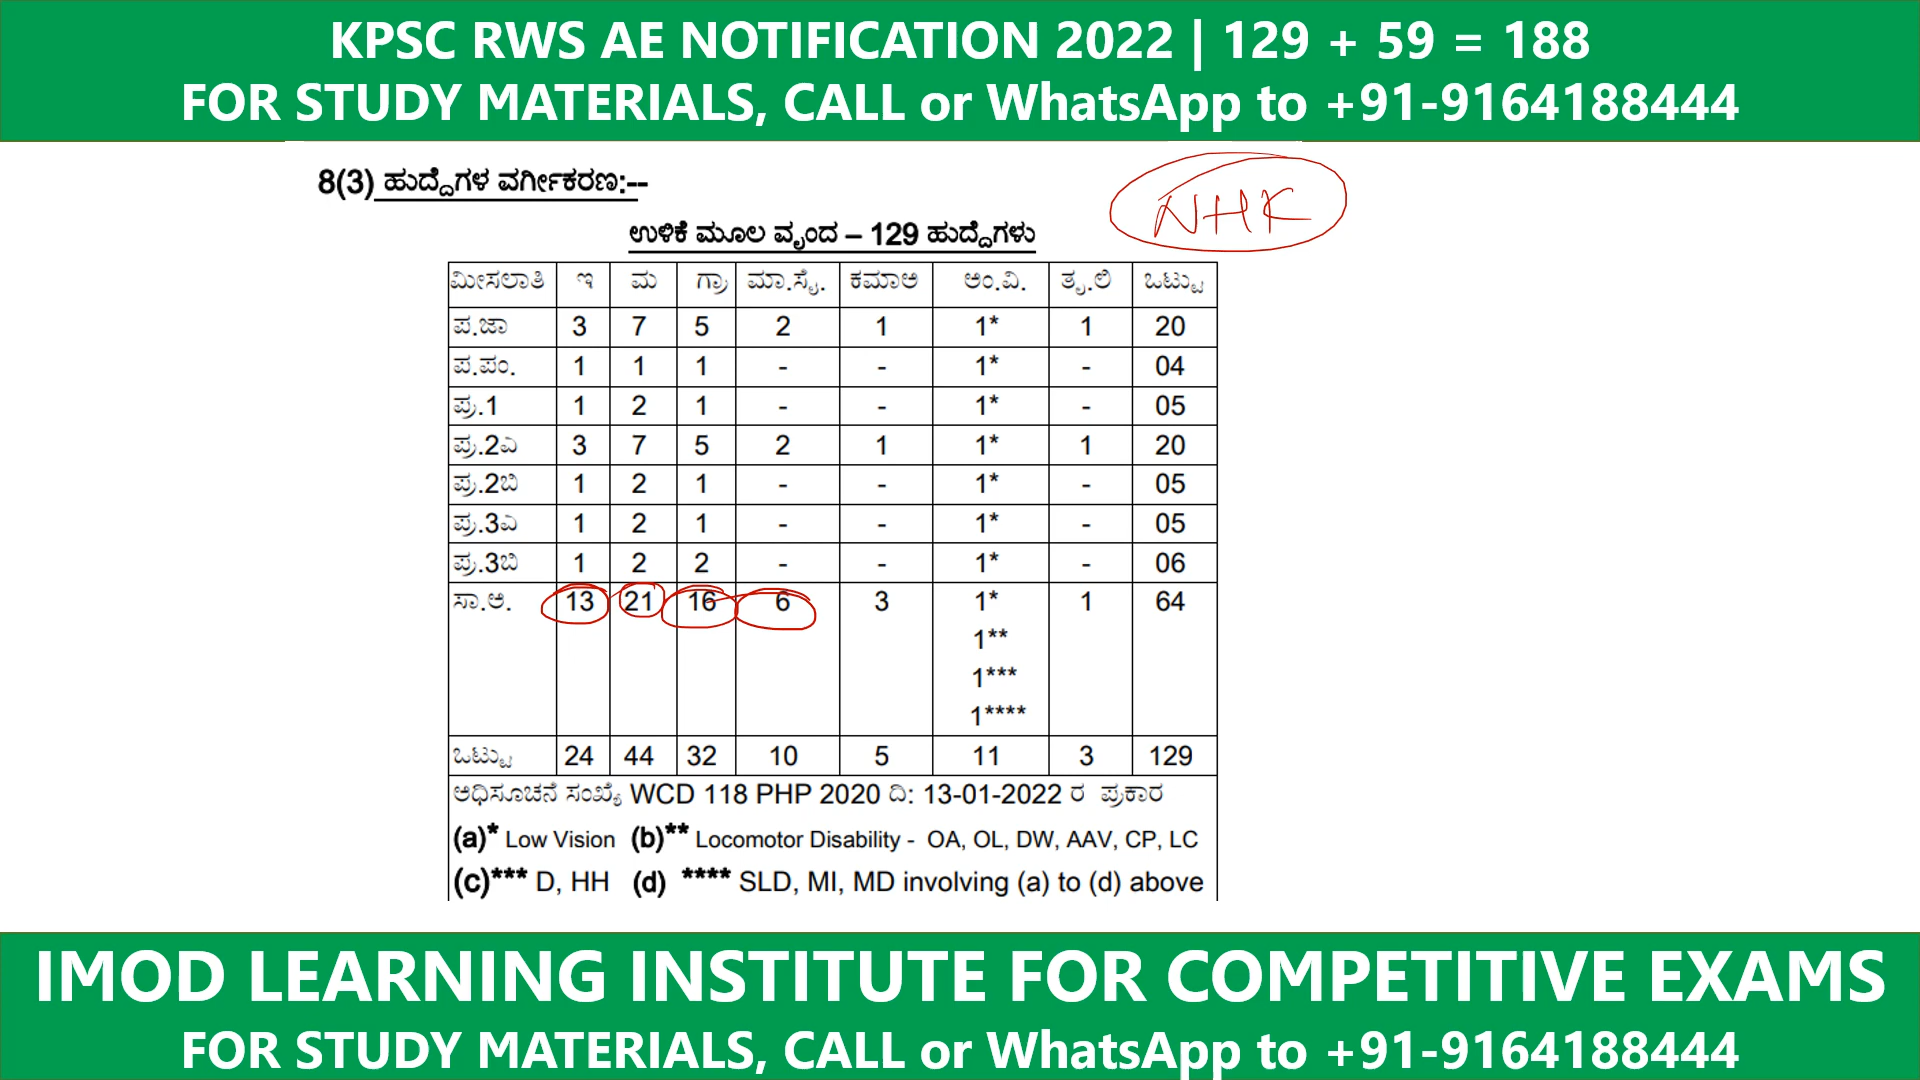 KPSC RWS AE NOTIFICATION 2022 | 129 + 59 = 188
FOR STUDY MATERIALS, CALL or WhatsApp to +91-9164188444
8(3) ಹುದ್ದೆಗಳ ವರ್ಗೀಕರಣ:--
NHK
ಉಳಿಕೆ ಮೂಲ ವೃಂದ – 129 ಹುದ್ದೆಗಳು
ಮೀಸಲಾತಿ ಇ ಮ ಗ್ರಾ ಮಾ.ಸೈ. ಕಮಾಅ ಅಂ.ವಿ. ತೃ.ಲಿ ಒಟ್ಟು
ಪ.ಜಾ 3 7 5 2 1 1* 1 20
ಪ.ಪಂ. 1 1 1 - - 1* - 04
ಪ್ರ.1 1 2 1 - - 1* - 05
ಪ್ರ.2ಎ 3 7 5 2 1 1* 1 20
ಪ್ರ.2ಬಿ 1 2 1 - - 1* - 05
ಪ್ರ.3ಎ 1 2 1 - - 1* - 05
ಪ್ರ.3ಬಿ 1 2 2 - - 1* - 06
ಸಾ.ಅ. 13 21 16 6 3 1* 1 64
1**
1***
1****
ಒಟ್ಟು 24 44 32 10 5 11 3 129
ಅಧಿಸೂಚನೆ ಸಂಖ್ಯೆ WCD 118 PHP 2020 ದಿ: 13-01-2022 ರ ಪ್ರಕಾರ
(a)* Low Vision (b)** Locomotor Disability - OA, OL, DW, AAV, CP, LC
(c)*** D, HH (d) **** SLD, MI, MD involving (a) to (d) above
IMOD LEARNING INSTITUTE FOR COMPETITIVE EXAMS
FOR STUDY MATERIALS, CALL or WhatsApp to +91-9164188444